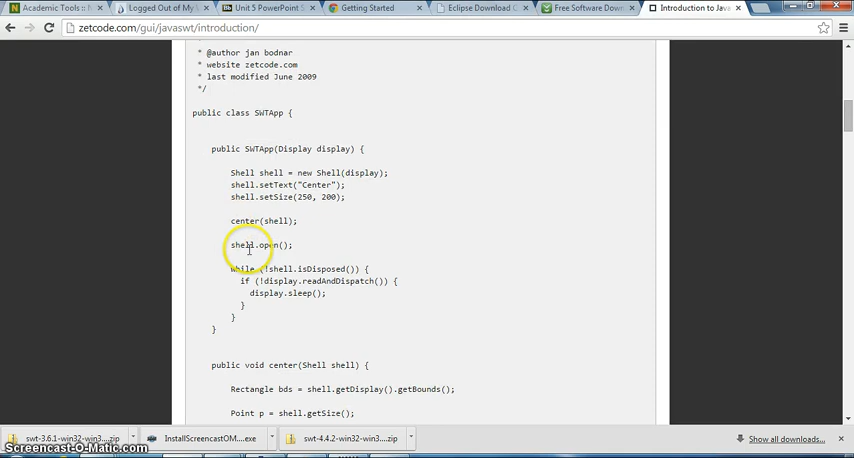 Academic Tools :: N
Logged Out of My
Unit 5 PowerPoint S
Getting Started
Eclipse Download C
Free Software Down
Introduction to Jav
zetcode.com/gui/javaswt/introduction/
* @author jan bodnar
* website zetcode.com
* last modified June 2009
*/
public class SWTApp {
public SWTApp(Display display) {
Shell shell = new Shell(display);
shell.setText("Center");
shell.setSize(250, 200);
center(shell);
shell.open();
while (!shell.isDisposed()) {
if (!display.readAndDispatch()) {
display.sleep();
}
}
}
public void center(Shell shell) {
Rectangle bds = shell.getDisplay().getBounds();
Point p = shell.getSize();
swt-3.6.1-win32-win3....zip
InstallScreencastOM....exe
swt-4.4.2-win32-win3....zip
Show all downloads...
Screencast-O-Matic.com